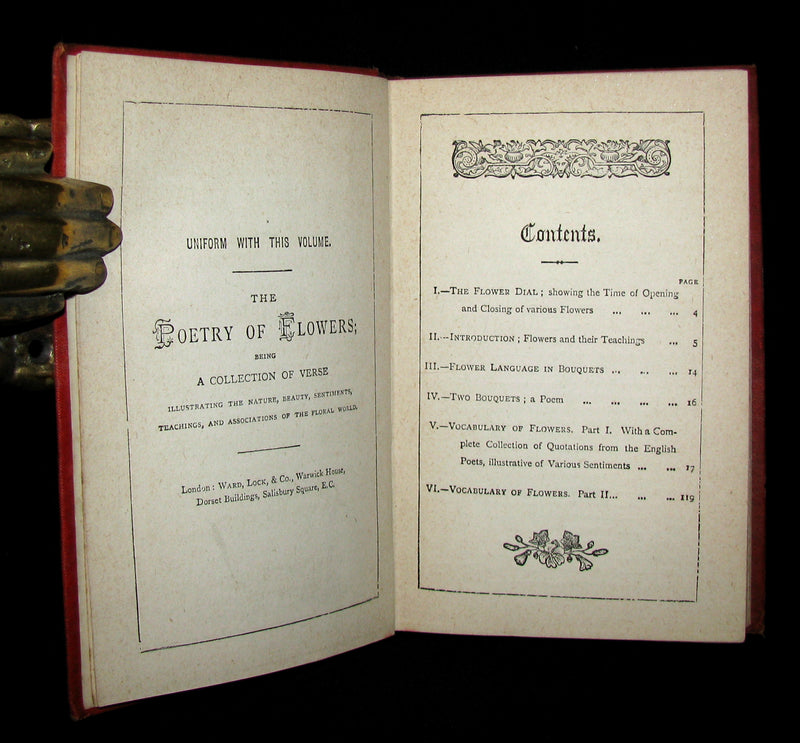 UNIFORM WITH THIS VOLUME.
THE
POETRY OF FLOWERS;
BEING
A COLLECTION OF VERSE
ILLUSTRATING THE NATURE, BEAUTY, SENTIMENTS,
TEACHINGS, AND ASSOCIATIONS OF THE FLORAL WORLD.
London: WARD, LOCK, & Co., Warwick House,
Dorset Buildings, Salisbury Square, E.C.
Contents.
PAGE
I.—THE FLOWER DIAL; showing the Time of Opening
and Closing of various Flowers ... ... ... 4
II.—INTRODUCTION; Flowers and their Teachings ... 5
III.—FLOWER LANGUAGE IN BOUQUETS ... ... ... 14
IV.—TWO BOUQUETS; a Poem ... ... ... ... 16
V.—VOCABULARY OF FLOWERS. Part I. With a Com-
plete Collection of Quotations from the English
Poets, illustrative of Various Sentiments ... ... 17
VI.—VOCABULARY OF FLOWERS. Part II... ... ... 119